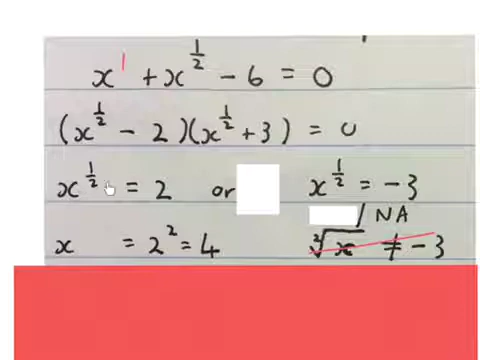 x¹ + x^(1/2) − 6 = 0
(x^(1/2) − 2)(x^(1/2) + 3) = 0
x^(1/2) = 2 or x^(1/2) = −3
/ NA
x = 2² = 4 ²√x ≠ −3